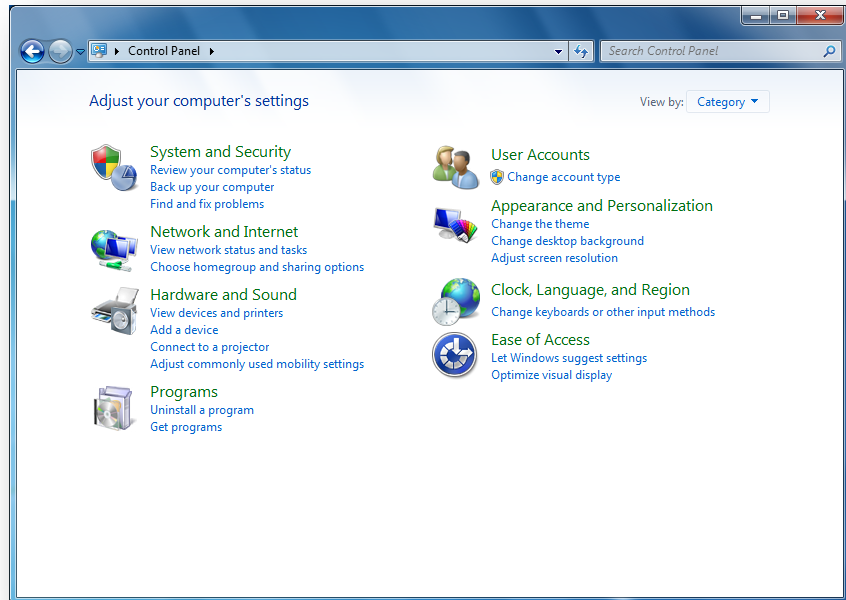 Control Panel
Search Control Panel
Adjust your computer's settings
View by: Category
System and Security
Review your computer's status
Back up your computer
Find and fix problems
Network and Internet
View network status and tasks
Choose homegroup and sharing options
Hardware and Sound
View devices and printers
Add a device
Connect to a projector
Adjust commonly used mobility settings
Programs
Uninstall a program
Get programs
User Accounts
Change account type
Appearance and Personalization
Change the theme
Change desktop background
Adjust screen resolution
Clock, Language, and Region
Change keyboards or other input methods
Ease of Access
Let Windows suggest settings
Optimize visual display